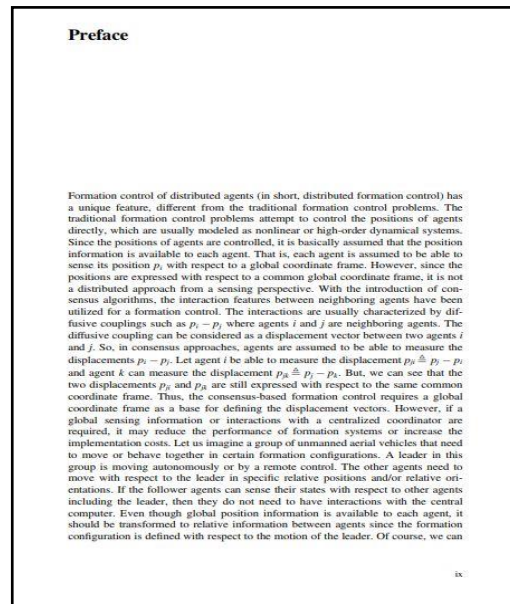 Preface
Formation control of distributed agents (in short, distributed formation control) has
a unique feature, different from the traditional formation control problems. The
traditional formation control problems attempt to control the positions of agents
directly, which are usually modeled as nonlinear or high-order dynamical systems.
Since the positions of agents are controlled, it is basically assumed that the position
information is available to each agent. That is, each agent is assumed to be able to
sense its position pᵢ with respect to a global coordinate frame. However, since the
positions are expressed with respect to a common global coordinate frame, it is not
a distributed approach from a sensing perspective. With the introduction of con-
sensus algorithms, the interaction features between neighboring agents have been
utilized for a formation control. The interactions are usually characterized by dif-
fusive couplings such as pᵢ − pⱼ where agents i and j are neighboring agents. The
diffusive coupling can be considered as a displacement vector between two agents i
and j. So, in consensus approaches, agents are assumed to be able to measure the
displacements pᵢ − pⱼ. Let agent i be able to measure the displacement pⱼᵢ ≜ pⱼ − pᵢ
and agent k can measure the displacement pⱼₖ ≜ pⱼ − pₖ. But, we can see that the
two displacements pⱼᵢ and pⱼₖ are still expressed with respect to the same common
coordinate frame. Thus, the consensus-based formation control requires a global
coordinate frame as a base for defining the displacement vectors. However, if a
global sensing information or interactions with a centralized coordinator are
required, it may reduce the performance of formation systems or increase the
implementation costs. Let us imagine a group of unmanned aerial vehicles that need
to move or behave together in certain formation configurations. A leader in this
group is moving autonomously or by a remote control. The other agents need to
move with respect to the leader in specific relative positions and/or relative ori-
entations. If the follower agents can sense their states with respect to other agents
including the leader, then they do not need to have interactions with the central
computer. Even though global position information is available to each agent, it
should be transformed to relative information between agents since the formation
configuration is defined with respect to the motion of the leader. Of course, we can
ix